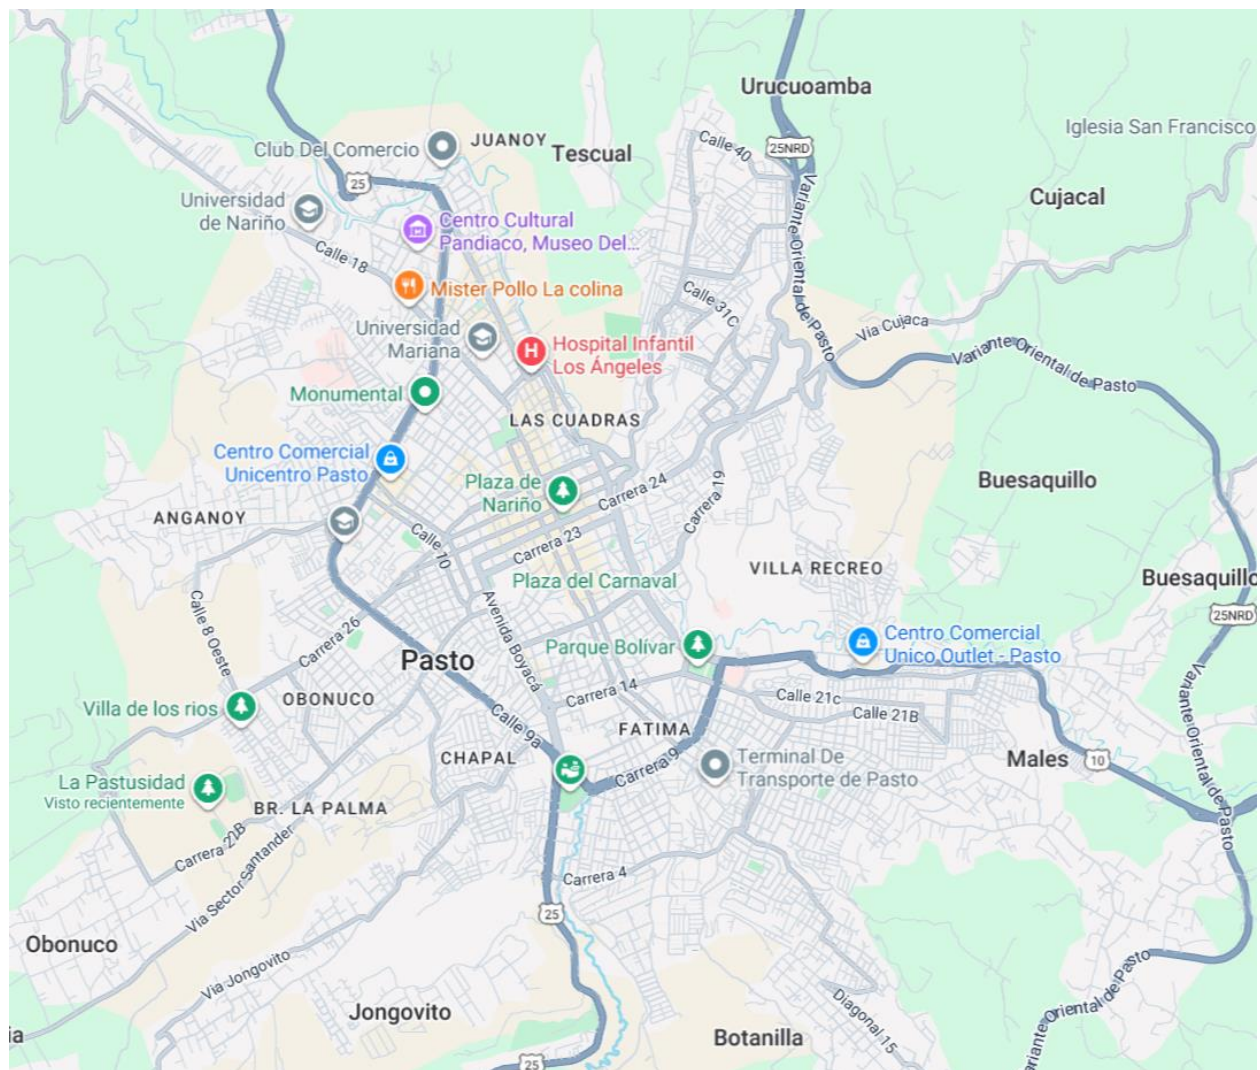 Urucuoamba
Iglesia San Francisco
JUANOY
Tescual
Calle 40
25NRD
Club Del Comercio
25
Cujacal
Universidad
de Nariño
Variante Oriental de Pasto
Centro Cultural
Pandiaco, Museo Del...
Calle 18
Mister Pollo La colina
Calle 31C
Universidad
Mariana
Hospital Infantil
Los Ángeles
Via Cujaca
Variante Oriental de Pasto
Monumental
LAS CUADRAS
Centro Comercial
Unicentro Pasto
Plaza de
Nariño
Carrera 24
Carrera 19
Buesaquillo
ANGANOY
Calle 10
Carrera 23
Plaza del Carnaval
VILLA RECREO
Buesaquillo
25NRD
Calle 8 Oeste
Carrera 26
Avenida Boyacá
Parque Bolívar
Centro Comercial
Unico Outlet - Pasto
Pasto
Villa de los rios
OBONUCO
Carrera 14
Calle 21c
Calle 21B
Calle 9a
FATIMA
Variante Oriental de Pasto
CHAPAL
Carrera 9
Terminal De
Transporte de Pasto
Males
10
La Pastusidad
Visto recientemente
BR. LA PALMA
Carrera 22B
Via Sector santander
Carrera 4
25
Obonuco
Via Jongovito
Variante Oriental de Pasto
Jongovito
Diagonal 15
Botanilla
ia
25